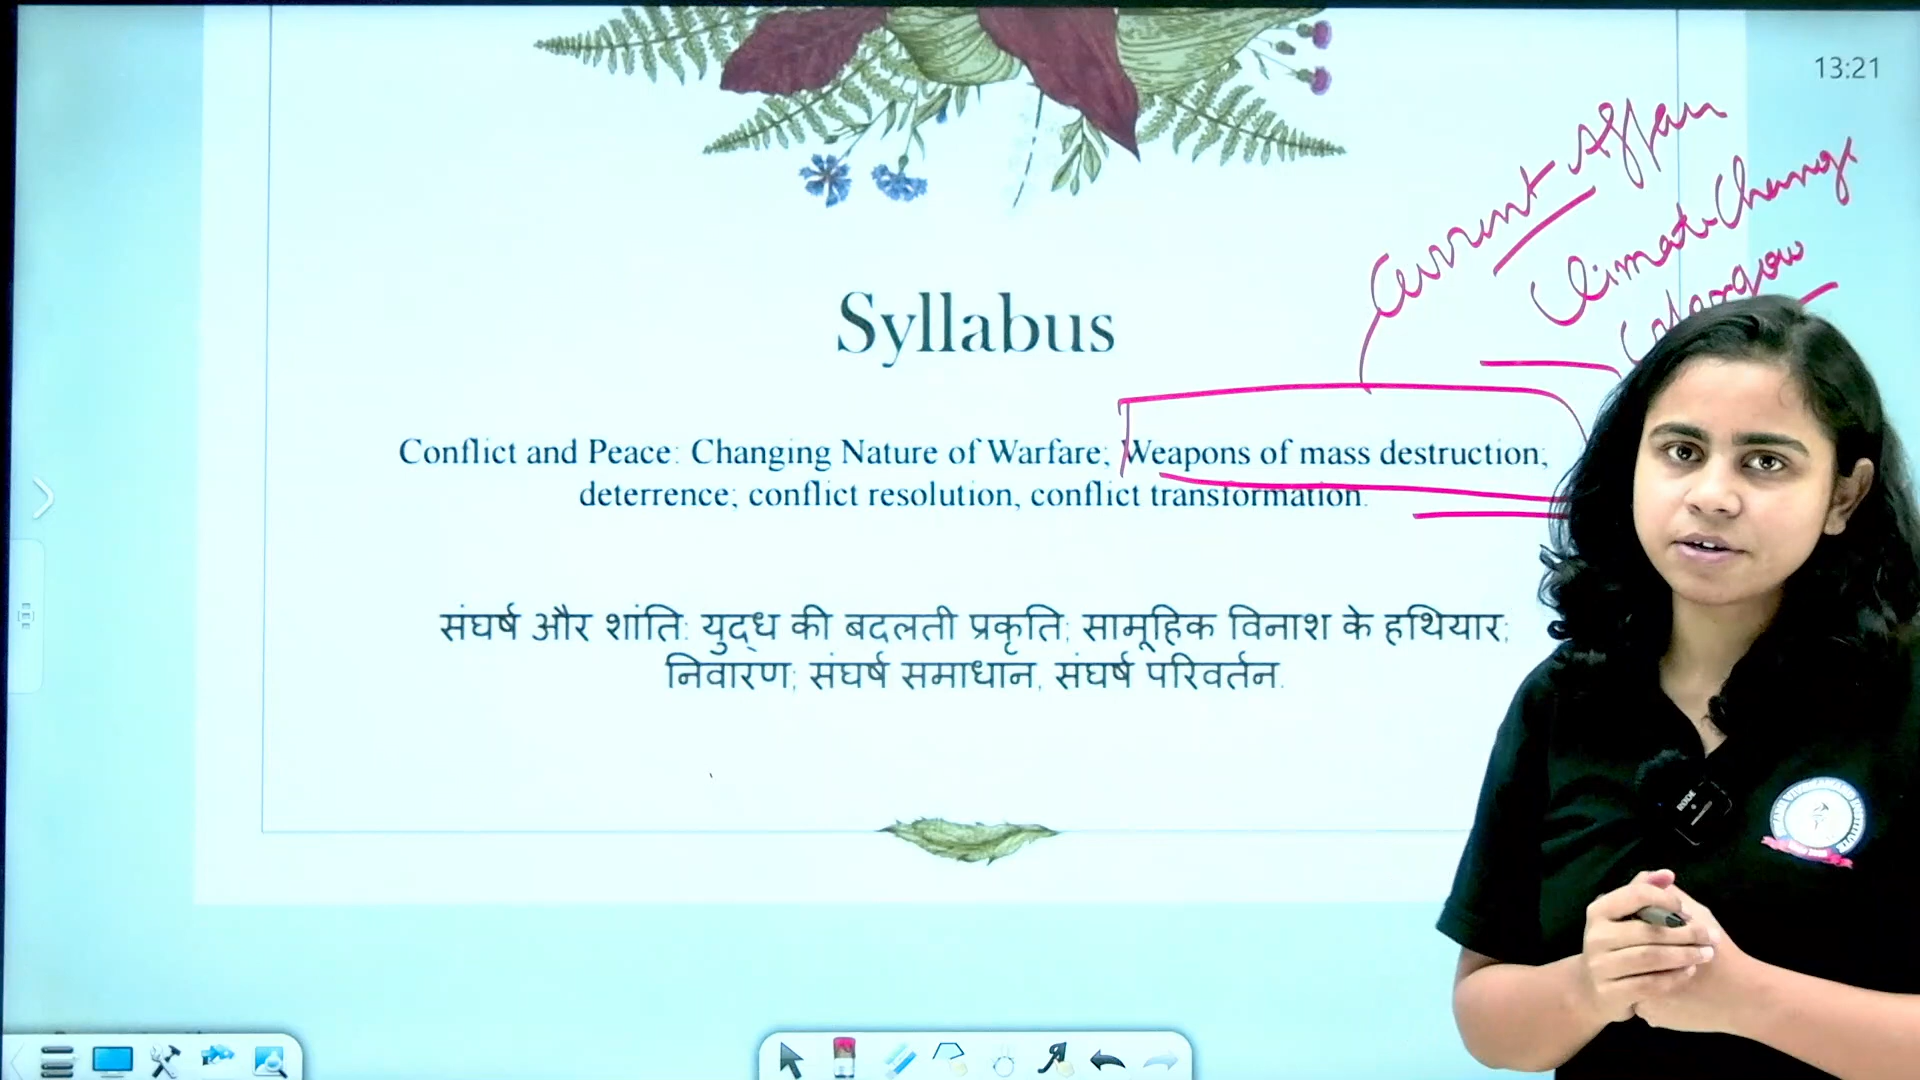 13:21
Current Affair
Climate Change
Syllabus
Conflict and Peace: Changing Nature of Warfare; Weapons of mass destruction;
deterrence; conflict resolution, conflict transformation.
संघर्ष और शांति: युद्ध की बदलती प्रकृति; सामूहिक विनाश के हथियार;
निवारण; संघर्ष समाधान, संघर्ष परिवर्तन.
RODE